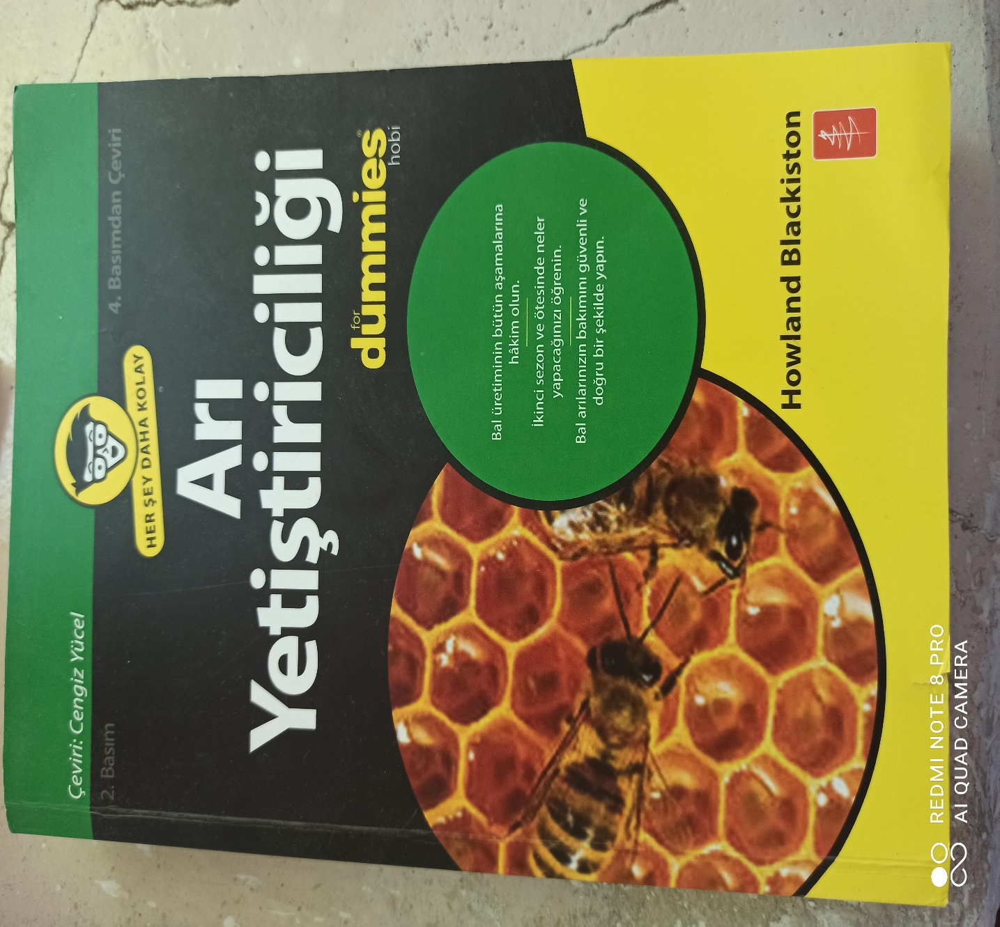 Çeviri: Cengiz Yücel
2. Basım
4. Basımdan Çeviri
HER ŞEY DAHA KOLAY
Arı
Yetiştiriciliği
for
dummies®
hobi
Bal üretiminin bütün aşamalarına
hâkim olun.
İkinci sezon ve ötesinde neler
yapacağınızı öğrenin.
Bal arılarınızın bakımını güvenli ve
doğru bir şekilde yapın.
Howland Blackiston
REDMI NOTE 8 PRO
AI QUAD CAMERA